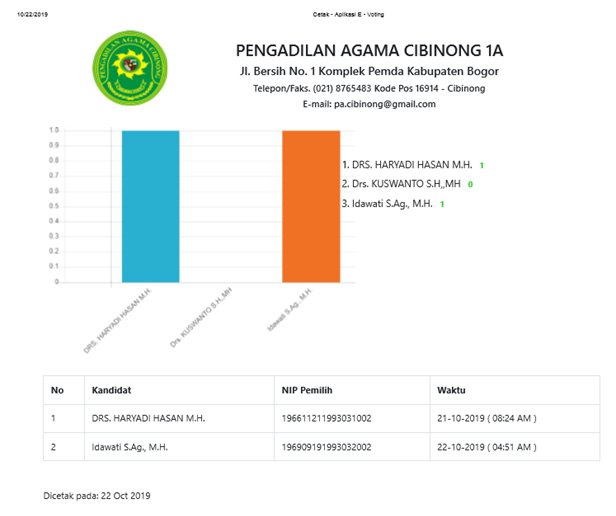 10/22/2019 Cetak - Aplikasi E - Voting
PENGADILAN AGAMA CIBINONG
PENGADILAN AGAMA CIBINONG 1A
Jl. Bersih No. 1 Komplek Pemda Kabupaten Bogor
Telepon/Faks. (021) 8765483 Kode Pos 16914 - Cibinong
E-mail: pa.cibinong@gmail.com
1.0
0.9
0.8
0.7
0.6
0.5
0.4
0.3
0.2
0.1
0
DRS. HARYADI HASAN M.H.
Drs. KUSWANTO S.H,,MH
Idawati S.Ag., M.H.
1. DRS. HARYADI HASAN M.H. 1
2. Drs. KUSWANTO S.H,,MH 0
3. Idawati S.Ag., M.H. 1
No Kandidat NIP Pemilih Waktu
1 DRS. HARYADI HASAN M.H. 196611211993031002 21-10-2019 ( 08:24 AM )
2 Idawati S.Ag., M.H. 196909191993032002 22-10-2019 ( 04:51 AM )
Dicetak pada: 22 Oct 2019